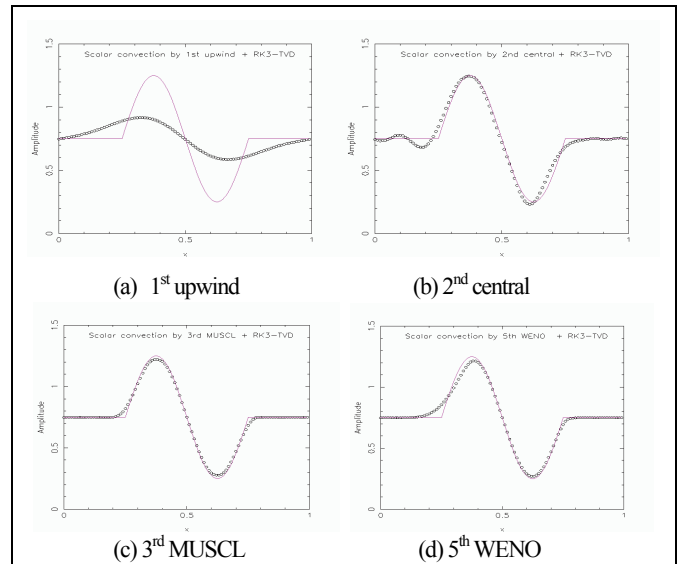 Scalar convection by 1st upwind + RK3-TVD
1.5
1
0.5
0
Amplitude
0
0.5
1
x
(a) 1st upwind
Scalar convection by 2nd central + RK3-TVD
1.5
1
0.5
0
Amplitude
0
0.5
1
x
(b) 2nd central
Scalar convection by 3rd MUSCL + RK3-TVD
1.5
1
0.5
0
Amplitude
0
0.5
1
x
(c) 3rd MUSCL
Scalar convection by 5th WENO + RK3-TVD
1.5
1
0.5
0
Amplitude
0
0.5
1
x
(d) 5th WENO